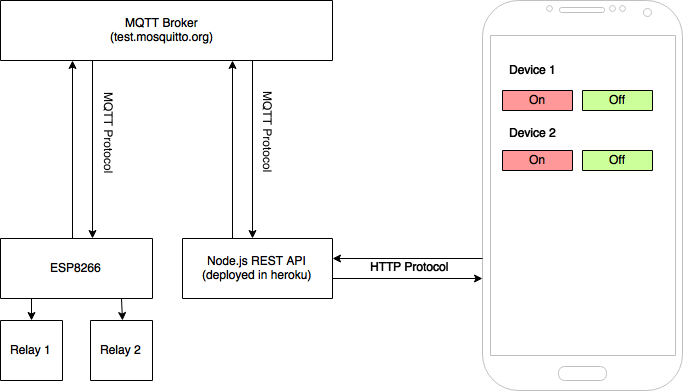 MQTT Broker
(test.mosquitto.org)
MQTT Protocol
MQTT Protocol
ESP8266
Relay 1
Relay 2
Node.js REST API
(deployed in heroku)
HTTP Protocol
Device 1
On
Off
Device 2
On
Off